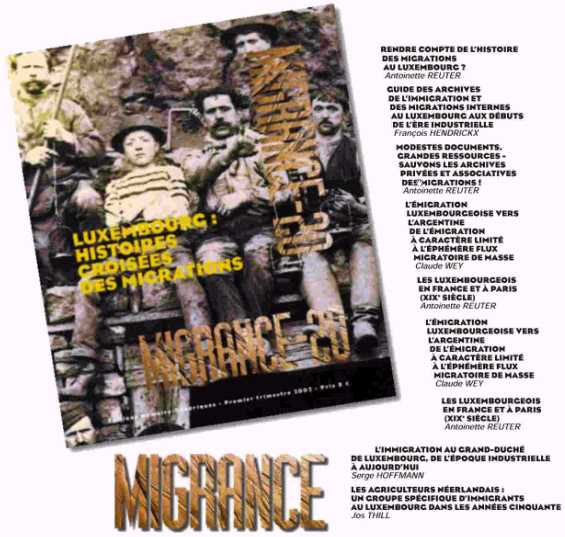 MIGRANCE-20
LUXEMBOURG :
HISTOIRES
CROISÉES
DES MIGRATIONS
MIGRANCE-20
Éditions Mémoire-Génériques - Premier trimestre 2002 - Prix 8 €
RENDRE COMPTE DE L'HISTOIRE
DES MIGRATIONS
AU LUXEMBOURG ?
Antoinette REUTER
GUIDE DES ARCHIVES
DE L'IMMIGRATION ET
DES MIGRATIONS INTERNES
AU LUXEMBOURG AUX DÉBUTS
DE L'ÈRE INDUSTRIELLE
François HENDRICKX
MODESTES DOCUMENTS.
GRANDES RESSOURCES -
SAUVONS LES ARCHIVES
PRIVÉES ET ASSOCIATIVES
DES MIGRATIONS !
Antoinette REUTER
L'ÉMIGRATION
LUXEMBOURGEOISE VERS
L'ARGENTINE
DE L'ÉMIGRATION
À CARACTÈRE LIMITÉ
À L'ÉPHÉMÈRE FLUX
MIGRATOIRE DE MASSE
Claude WEY
LES LUXEMBOURGEOIS
EN FRANCE ET À PARIS
(XIXe SIÈCLE)
Antoinette REUTER
L'ÉMIGRATION
LUXEMBOURGEOISE VERS
L'ARGENTINE
DE L'ÉMIGRATION
À CARACTÈRE LIMITÉ
À L'ÉPHÉMÈRE FLUX
MIGRATOIRE DE MASSE
Claude WEY
LES LUXEMBOURGEOIS
EN FRANCE ET À PARIS
(XIXe SIÈCLE)
Antoinette REUTER
L'IMMIGRATION AU GRAND-DUCHÉ
DE LUXEMBOURG, DE L'ÉPOQUE INDUSTRIELLE
À AUJOURD'HUI
Serge HOFFMANN
LES AGRICULTEURS NÉERLANDAIS :
UN GROUPE SPÉCIFIQUE D'IMMIGRANTS
AU LUXEMBOURG DANS LES ANNÉES CINQUANTE
Jos THILL
MIGRANCE